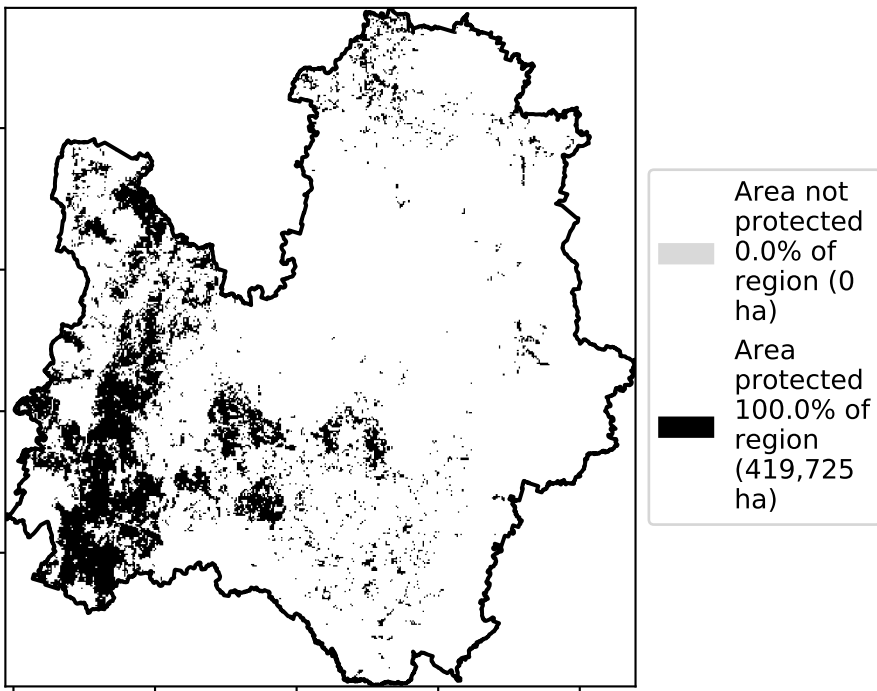 Area not
protected
0.0% of
region (0
ha)
Area
protected
100.0% of
region
(419,725
ha)